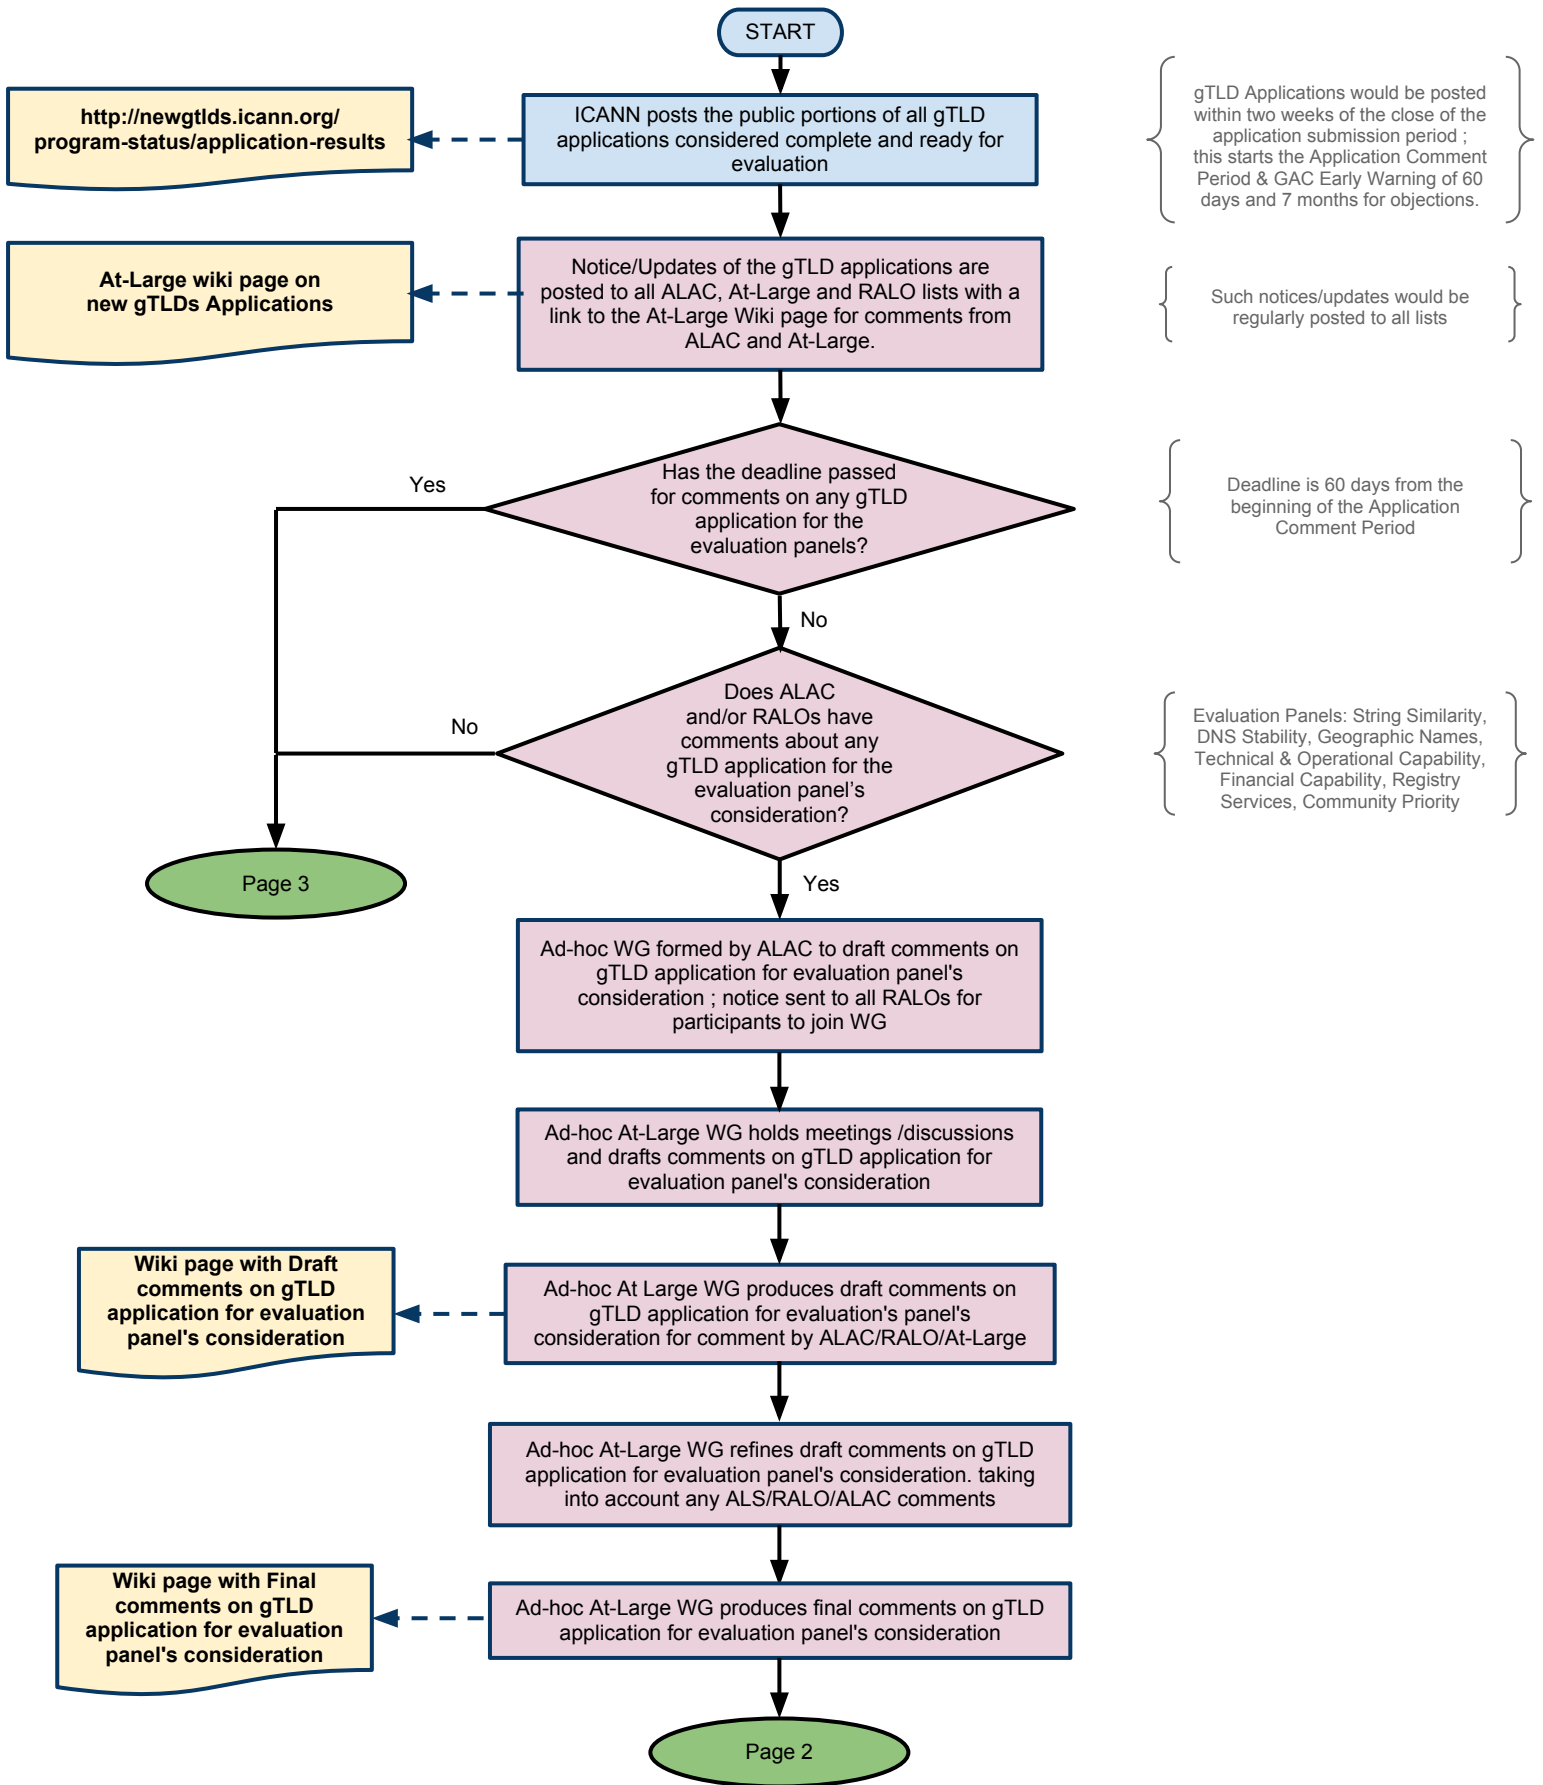 START
http://newgtlds.icann.org/
program-status/application-results
ICANN posts the public portions of all gTLD
applications considered complete and ready for
evaluation
gTLD Applications would be posted
within two weeks of the close of the
application submission period ;
this starts the Application Comment
Period & GAC Early Warning of 60
days and 7 months for objections.
At-Large wiki page on
new gTLDs Applications
Notice/Updates of the gTLD applications are
posted to all ALAC, At-Large and RALO lists with a
link to the At-Large Wiki page for comments from
ALAC and At-Large.
Such notices/updates would be
regularly posted to all lists
Yes
Has the deadline passed
for comments on any gTLD
application for the
evaluation panels?
Deadline is 60 days from the
beginning of the Application
Comment Period
No
No
Does ALAC
and/or RALOs have
comments about any
gTLD application for the
evaluation panel's
consideration?
Evaluation Panels: String Similarity,
DNS Stability, Geographic Names,
Technical & Operational Capability,
Financial Capability, Registry
Services, Community Priority
Page 3
Yes
Ad-hoc WG formed by ALAC to draft comments on
gTLD application for evaluation panel's
consideration ; notice sent to all RALOs for
participants to join WG
Ad-hoc At-Large WG holds meetings /discussions
and drafts comments on gTLD application for
evaluation panel's consideration
Wiki page with Draft
comments on gTLD
application for evaluation
panel's consideration
Ad-hoc At Large WG produces draft comments on
gTLD application for evaluation's panel's
consideration for comment by ALAC/RALO/At-Large
Ad-hoc At-Large WG refines draft comments on gTLD
application for evaluation panel's consideration. taking
into account any ALS/RALO/ALAC comments
Wiki page with Final
comments on gTLD
application for evaluation
panel's consideration
Ad-hoc At-Large WG produces final comments on gTLD
application for evaluation panel's consideration
Page 2